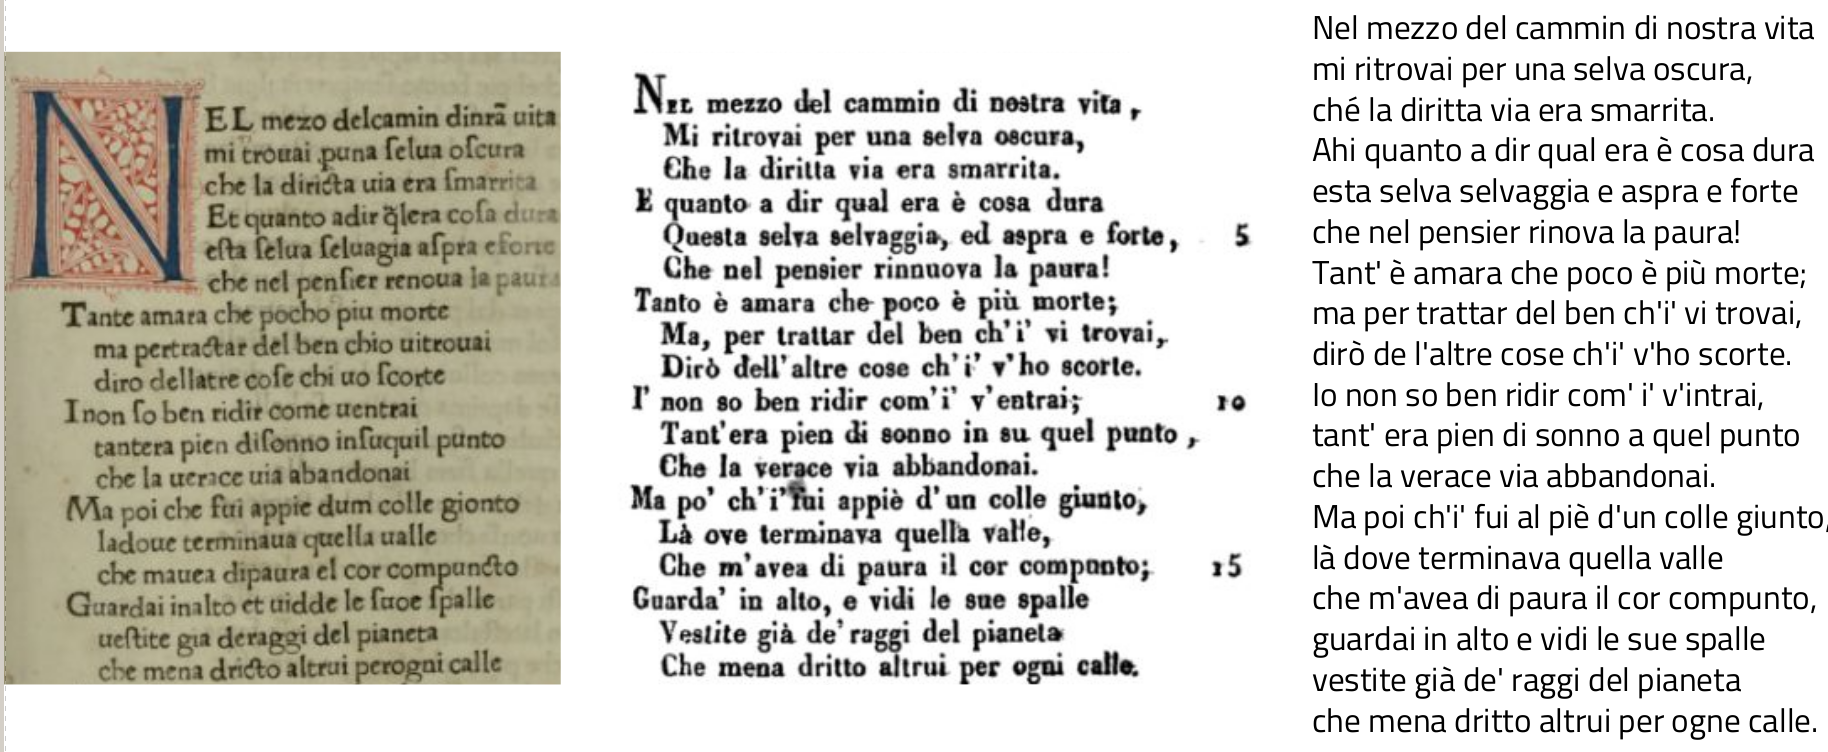 NEL mezo delcamin dinrã uita
mi trouai ꝑuna ſelua oſcura
che la diricta uia era ſmarrita
Et quanto adir q̃lera coſa dura
eſta ſelua ſeluagia aſpra eforte
che nel penſier renoua la paura
Tante amara che pocho piu morte
ma pertractar del ben chio uitrouai
diro dellatre coſe chi uo ſcorte
I non ſo ben ridir come uentrai
tantera pien diſonno inſuquil punto
che la uerace uia abandonai
Ma poi che fui appie dum colle gionto
ladoue terminaua quella ualle
che mauea dipaura el cor compuncto
Guardai inalto et uidde le ſuoe ſpalle
ueſtite gia deraggi del pianeta
che mena dricto altrui perogni calle
NEL mezzo del cammin di nostra vita,
Mi ritrovai per una selva oscura,
Che la diritta via era smarrita.
E quanto a dir qual era è cosa dura
Questa selva selvaggia, ed aspra e forte, 5
Che nel pensier rinnuova la paura!
Tanto è amara che poco è più morte;
Ma, per trattar del ben ch'i' vi trovai,
Dirò dell'altre cose ch'i' v'ho scorte.
I' non so ben ridir com'i' v'entrai; 10
Tant'era pien di sonno in su quel punto,
Che la verace via abbandonai.
Ma po' ch'i' fui appiè d'un colle giunto,
Là ove terminava quella valle,
Che m'avea di paura il cor compunto; 15
Guarda' in alto, e vidi le sue spalle
Vestite già de' raggi del pianeta
Che mena dritto altrui per ogni calle.
Nel mezzo del cammin di nostra vita
mi ritrovai per una selva oscura,
ché la diritta via era smarrita.
Ahi quanto a dir qual era è cosa dura
esta selva selvaggia e aspra e forte
che nel pensier rinova la paura!
Tant' è amara che poco è più morte;
ma per trattar del ben ch'i' vi trovai,
dirò de l'altre cose ch'i' v'ho scorte.
Io non so ben ridir com' i' v'intrai,
tant' era pien di sonno a quel punto
che la verace via abbandonai.
Ma poi ch'i' fui al piè d'un colle giunto,
là dove terminava quella valle
che m'avea di paura il cor compunto,
guardai in alto e vidi le sue spalle
vestite già de' raggi del pianeta
che mena dritto altrui per ogne calle.